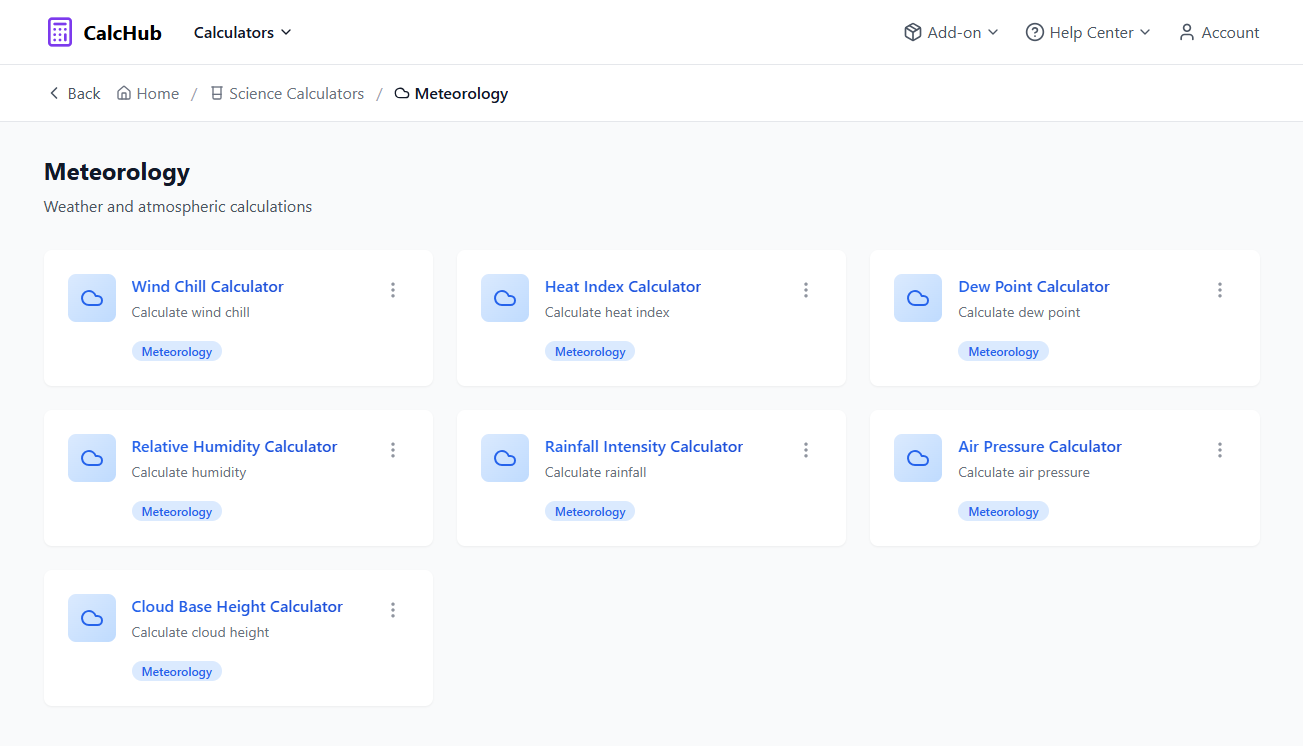 CalcHub Calculators Add-on Help Center Account
Back Home / Science Calculators / Meteorology
Meteorology
Weather and atmospheric calculations
Wind Chill Calculator
Calculate wind chill
Meteorology
Heat Index Calculator
Calculate heat index
Meteorology
Dew Point Calculator
Calculate dew point
Meteorology
Relative Humidity Calculator
Calculate humidity
Meteorology
Rainfall Intensity Calculator
Calculate rainfall
Meteorology
Air Pressure Calculator
Calculate air pressure
Meteorology
Cloud Base Height Calculator
Calculate cloud height
Meteorology